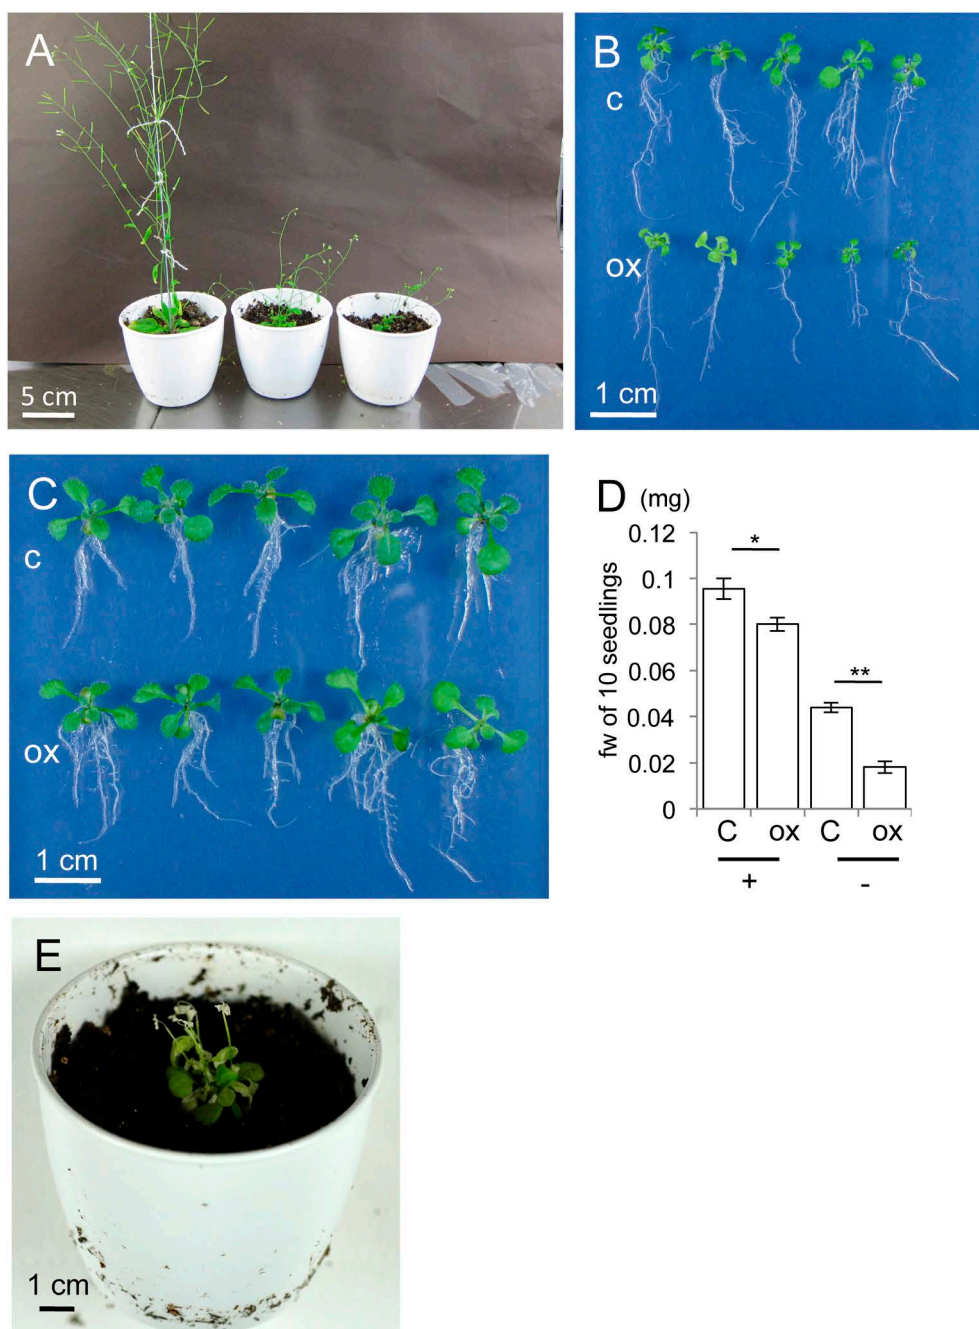 A
5 cm
B
c
ox
1 cm
C
c
ox
1 cm
D (mg)
0.12
0.1
0.08
0.06
0.04
0.02
0
fw of 10 seedlings
*
**
C ox C ox
+ -
E
1 cm